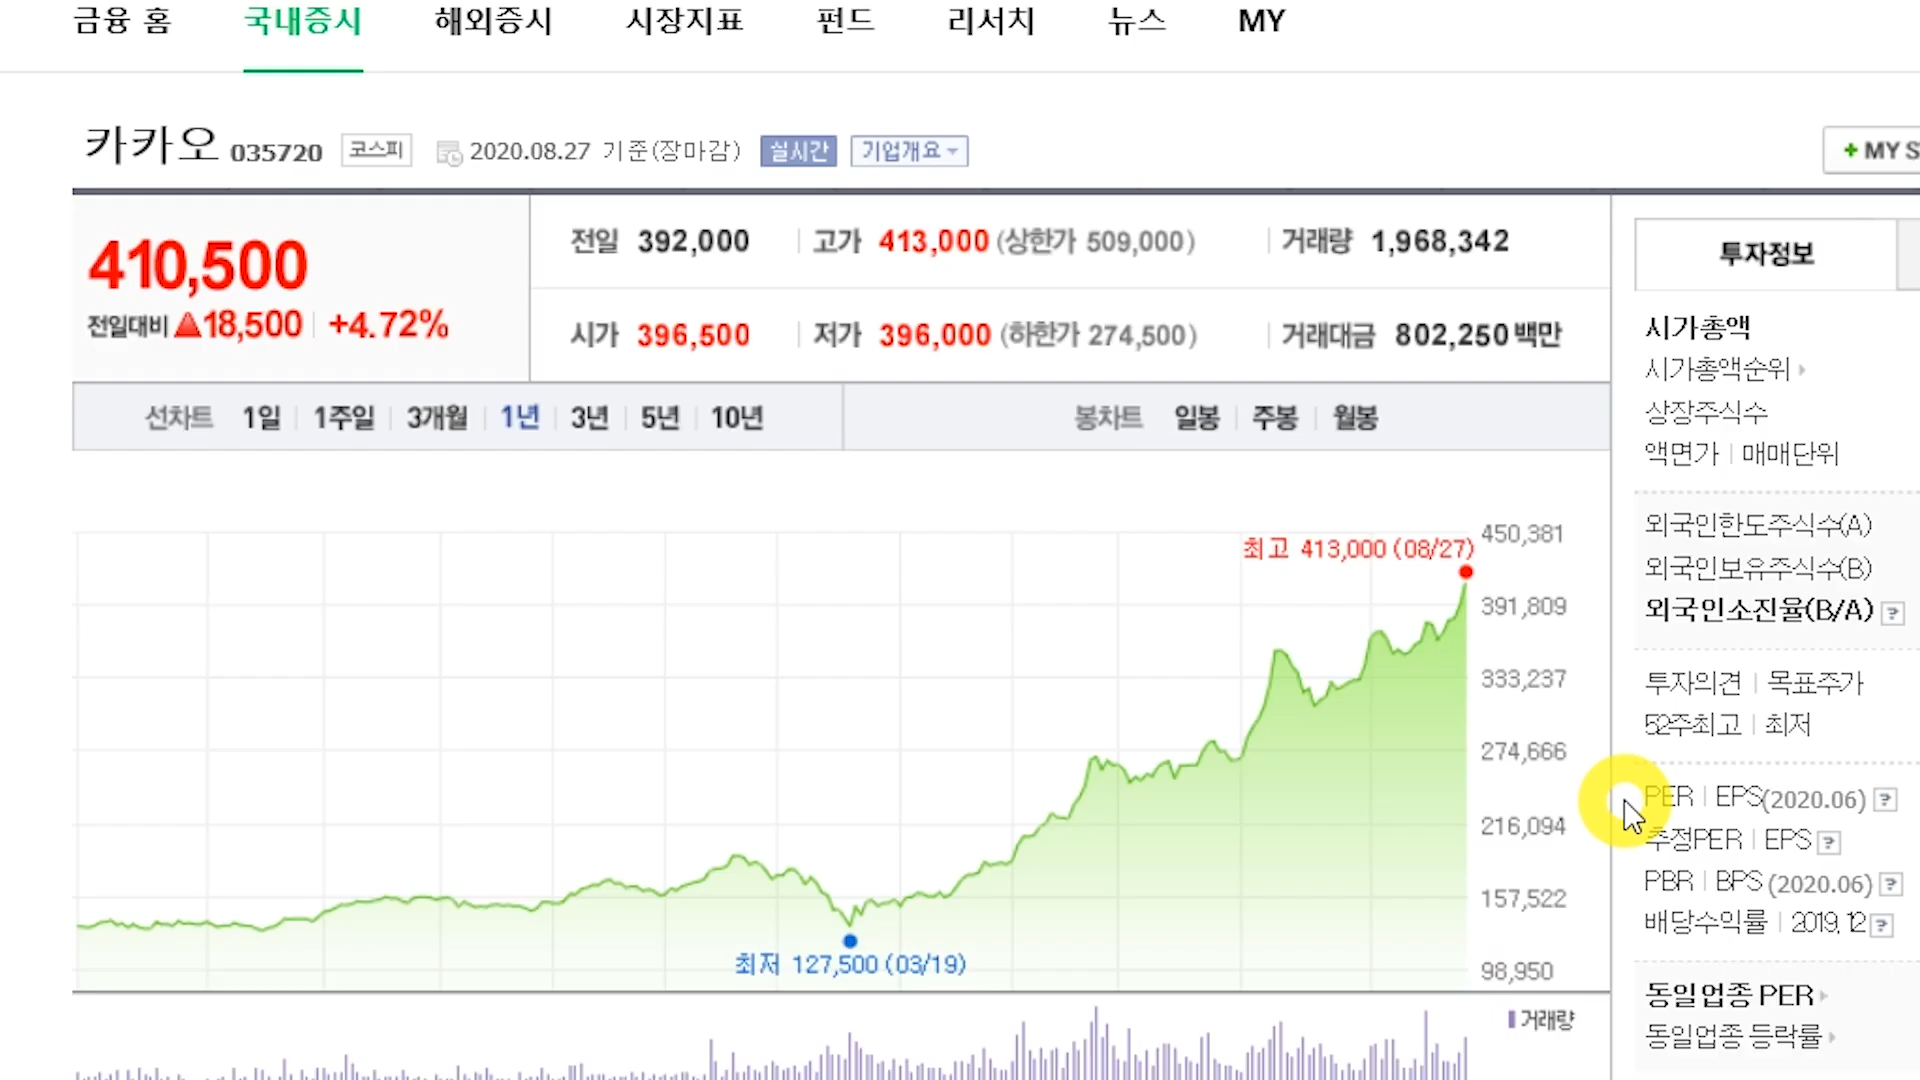 금융 홈 국내증시 해외증시 시장지표 펀드 리서치 뉴스 MY
카카오 035720 코스피 2020.08.27 기준(장마감) 실시간 기업개요
+ MY
410,500
전일대비 ▲18,500 +4.72%
전일 392,000 고가 413,000 (상한가 509,000) 거래량 1,968,342
시가 396,500 저가 396,000 (하한가 274,500) 거래대금 802,250 백만
선차트 1일 1주일 3개월 1년 3년 5년 10년 봉차트 일봉 주봉 월봉
최고 413,000 (08/27)
450,381
391,809
333,237
274,666
216,094
157,522
98,950
최저 127,500 (03/19)
거래량
투자정보
시가총액
시가총액순위
상장주식수
액면가 | 매매단위
외국인한도주식수(A)
외국인보유주식수(B)
외국인소진율(B/A) ?
투자의견 | 목표주가
52주최고 | 최저
PER | EPS(2020.06) ?
추정PER | EPS ?
PBR | BPS (2020.06) ?
배당수익률 | 2019.12 ?
동일업종 PER
동일업종 등락률